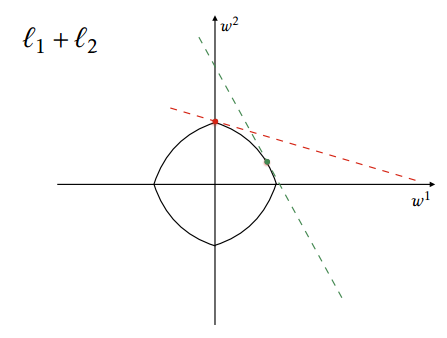 ℓ₁ + ℓ₂
w²
w¹